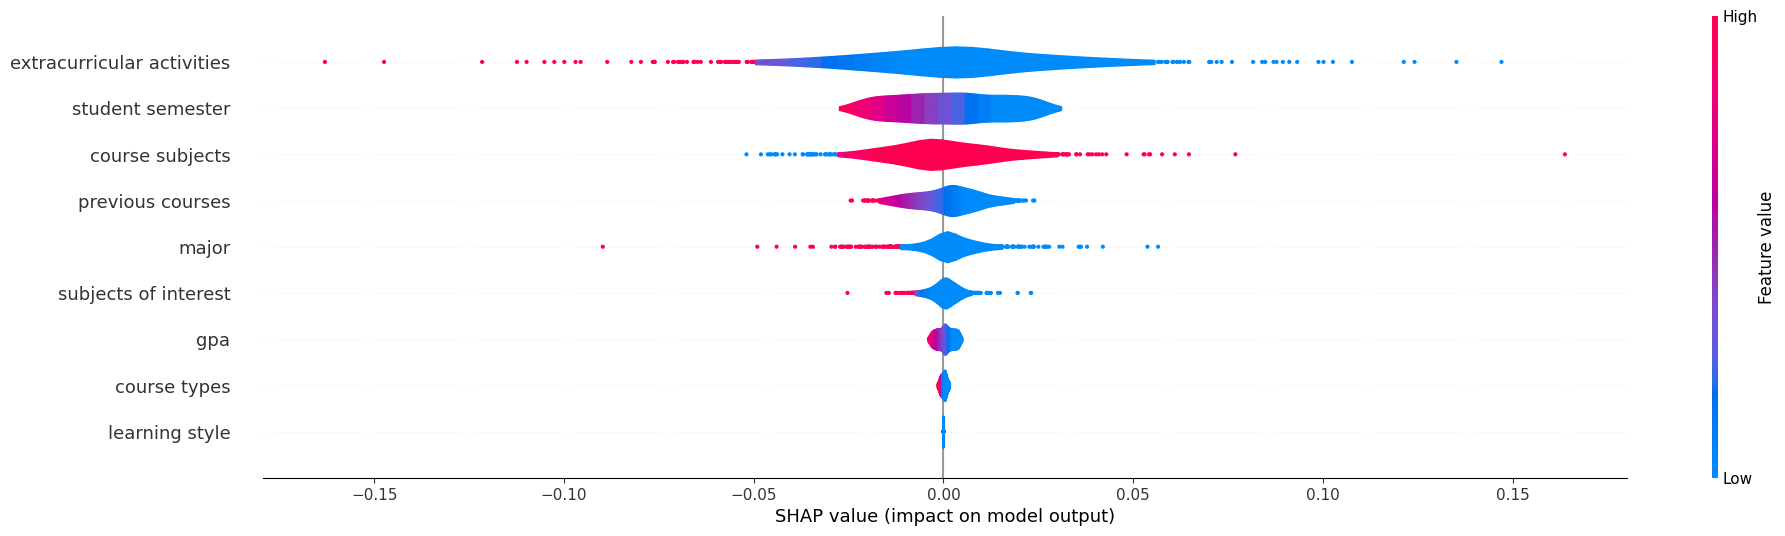 High
extracurricular activities
student semester
course subjects
previous courses
major
subjects of interest
gpa
course types
learning style
Feature value
Low
−0.15 −0.10 −0.05 0.00 0.05 0.10 0.15
SHAP value (impact on model output)